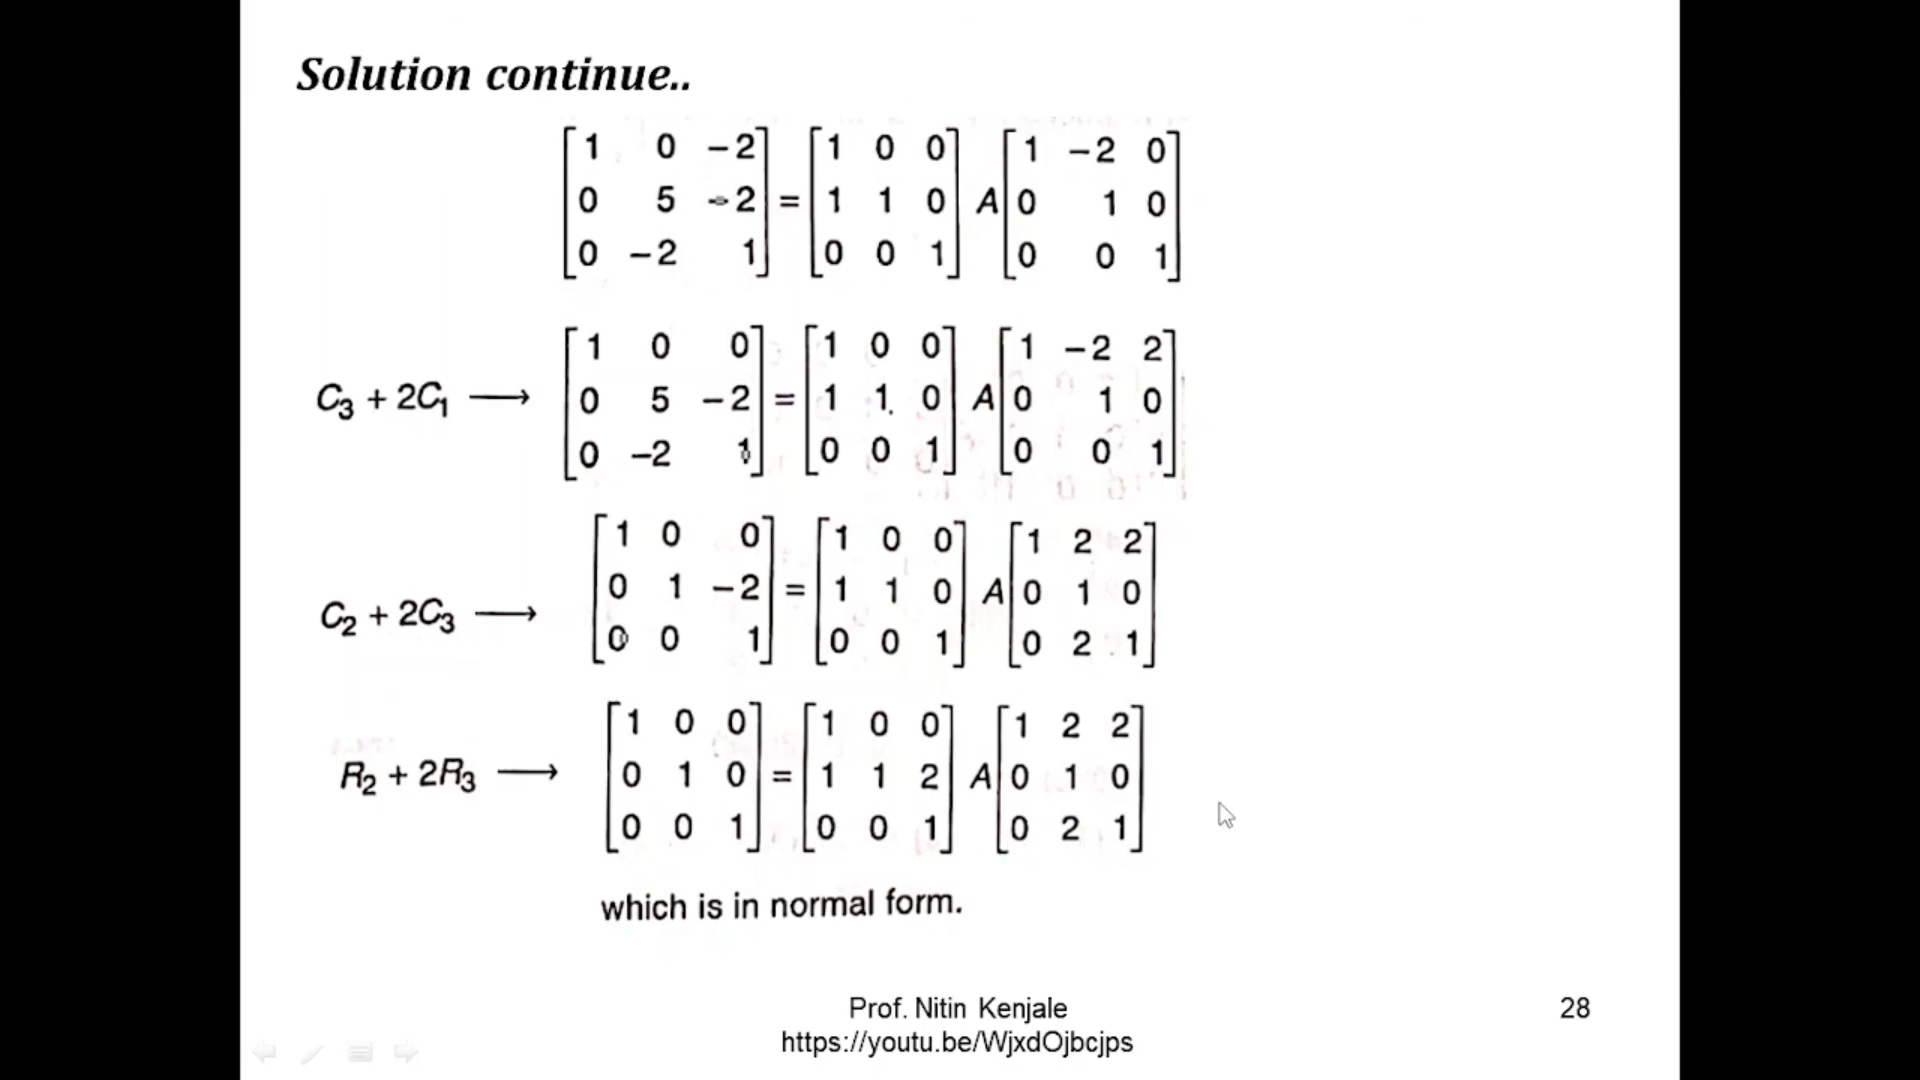 Solution continue..
[1 0 -2] [1 0 0] [1 -2 0]
[0 5 -2] = [1 1 0] A [0 1 0]
[0 -2 1] [0 0 1] [0 0 1]
[1 0 0] [1 0 0] [1 -2 2]
C₃ + 2C₁ ⟶ [0 5 -2] = [1 1 0] A [0 1 0]
[0 -2 1] [0 0 1] [0 0 1]
[1 0 0] [1 0 0] [1 2 2]
C₂ + 2C₃ ⟶ [0 1 -2] = [1 1 0] A [0 1 0]
[0 0 1] [0 0 1] [0 2 1]
[1 0 0] [1 0 0] [1 2 2]
R₂ + 2R₃ ⟶ [0 1 0] = [1 1 2] A [0 1 0]
[0 0 1] [0 0 1] [0 2 1]
which is in normal form.
Prof. Nitin Kenjale
https://youtu.be/WjxdOjbcjps
28